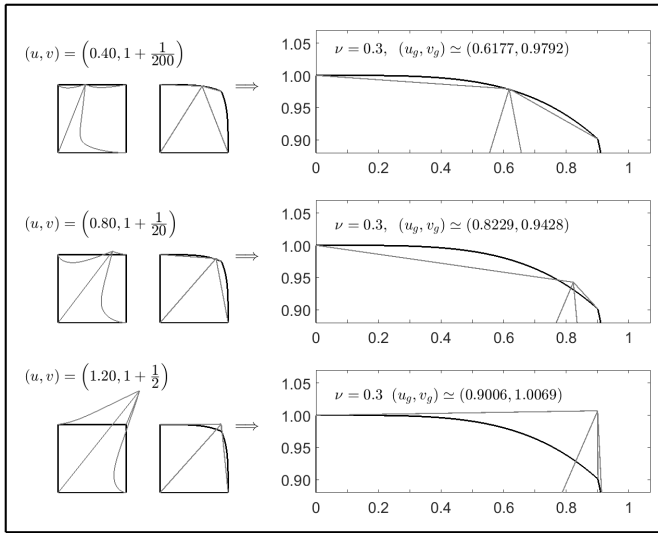 (u, v) = (0.40, 1 + 1/200)
⟹
ν = 0.3, (u_g, v_g) ≃ (0.6177, 0.9792)
1.05
1.00
0.95
0.90
0 0.2 0.4 0.6 0.8 1
(u, v) = (0.80, 1 + 1/20)
⟹
ν = 0.3, (u_g, v_g) ≃ (0.8229, 0.9428)
1.05
1.00
0.95
0.90
0 0.2 0.4 0.6 0.8 1
(u, v) = (1.20, 1 + 1/2)
⟹
ν = 0.3 (u_g, v_g) ≃ (0.9006, 1.0069)
1.05
1.00
0.95
0.90
0 0.2 0.4 0.6 0.8 1